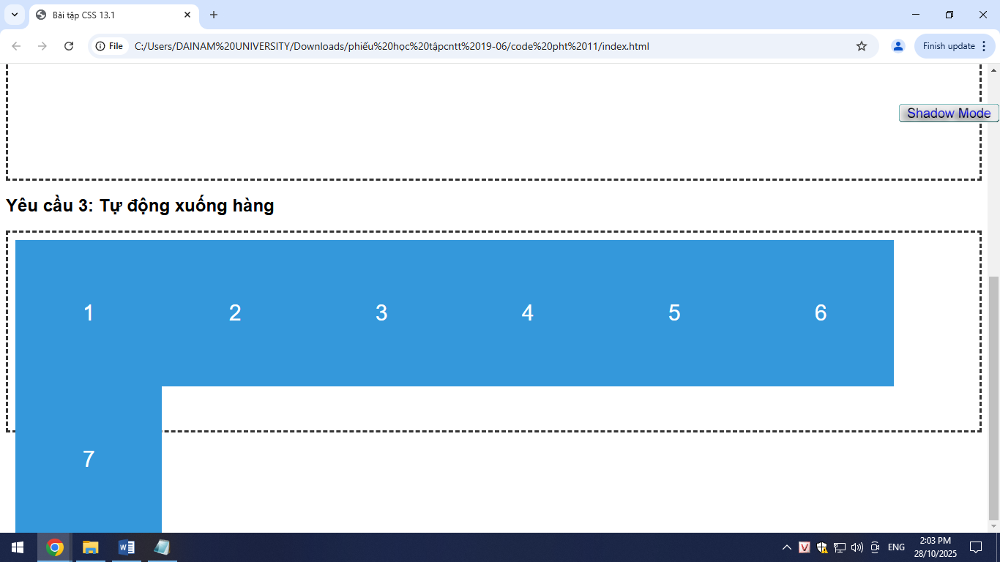 Bài tập CSS 13.1
File
C:/Users/DAINAM%20UNIVERSITY/Downloads/phiếu%20học%20tậpcntt%2019-06/code%20pht%2011/index.html
Finish update
Shadow Mode
Yêu cầu 3: Tự động xuống hàng
1 2 3 4 5 6
7
ENG
2:03 PM
28/10/2025